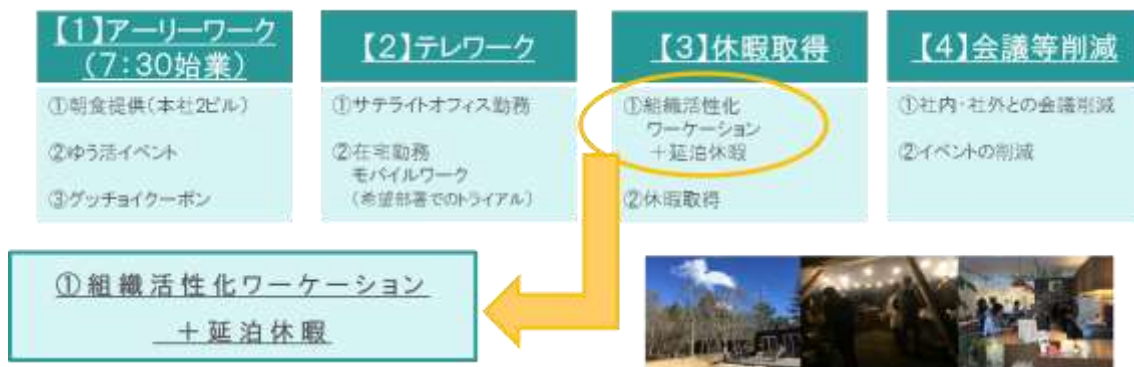 【1】アーリーワーク
(7:30始業)
①朝食提供(本社2ビル)
②ゆう活イベント
③グッチョイクーポン
【2】テレワーク
①サテライトオフィス勤務
②在宅勤務
モバイルワーク
(希望部署でのトライアル)
【3】休暇取得
①組織活性化
ワーケーション
+延泊休暇
②休暇取得
【4】会議等削減
①社内・社外との会議削減
②イベントの削減
①組織活性化ワーケーション
+延泊休暇